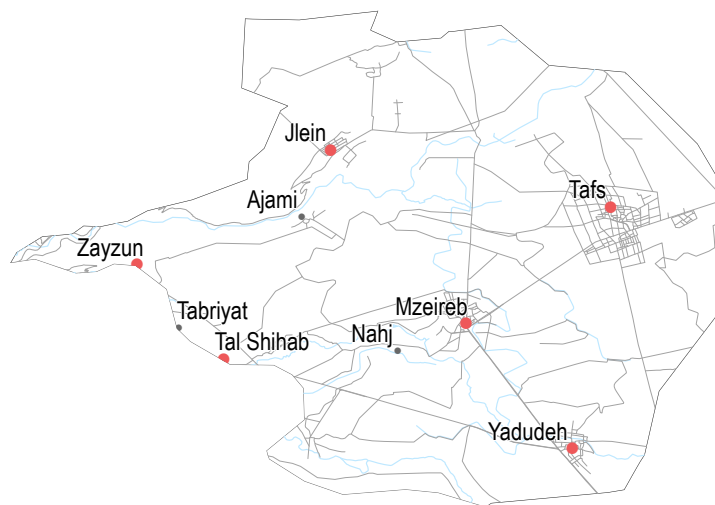 Jlein
Tafs
Ajami
Zayzun
Tabriyat
Mzeireb
Tal Shihab
Nahj
Yadudeh